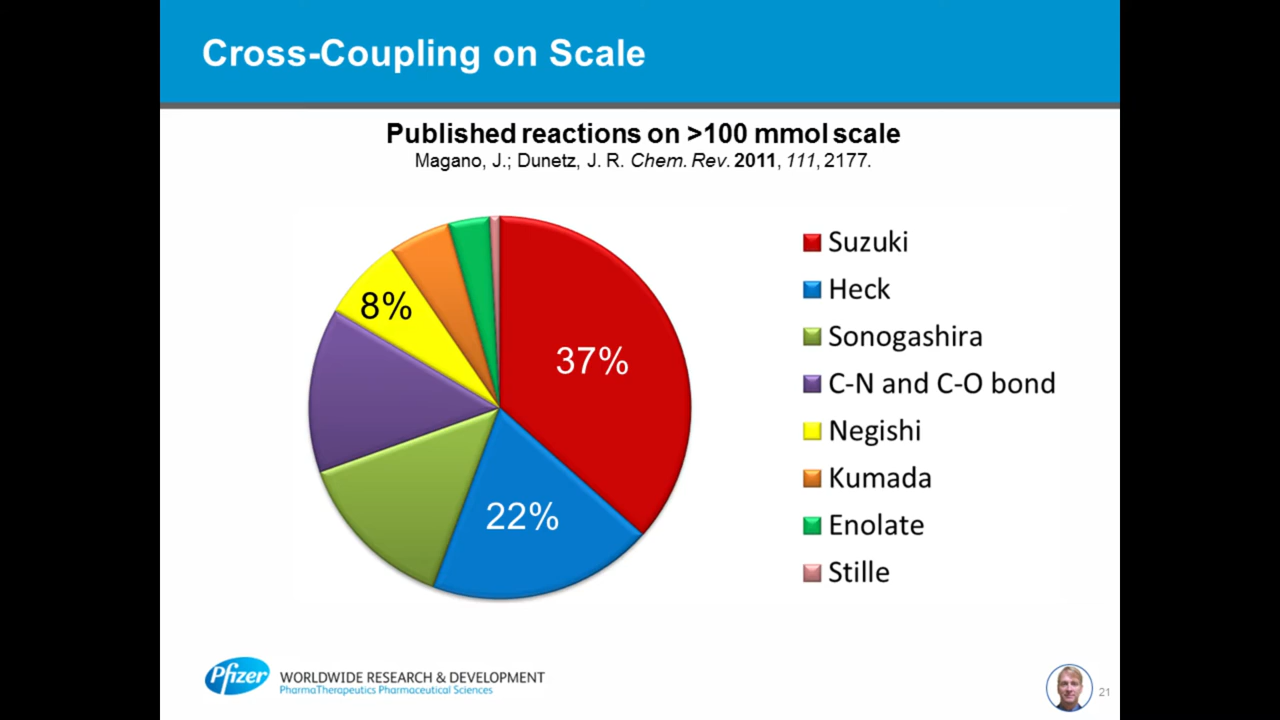 Cross-Coupling on Scale
Published reactions on >100 mmol scale
Magano, J.; Dunetz, J. R. Chem. Rev. 2011, 111, 2177.
8%
37%
22%
Suzuki
Heck
Sonogashira
C-N and C-O bond
Negishi
Kumada
Enolate
Stille
Pfizer
WORLDWIDE RESEARCH & DEVELOPMENT
PharmaTherapeutics Pharmaceutical Sciences
21